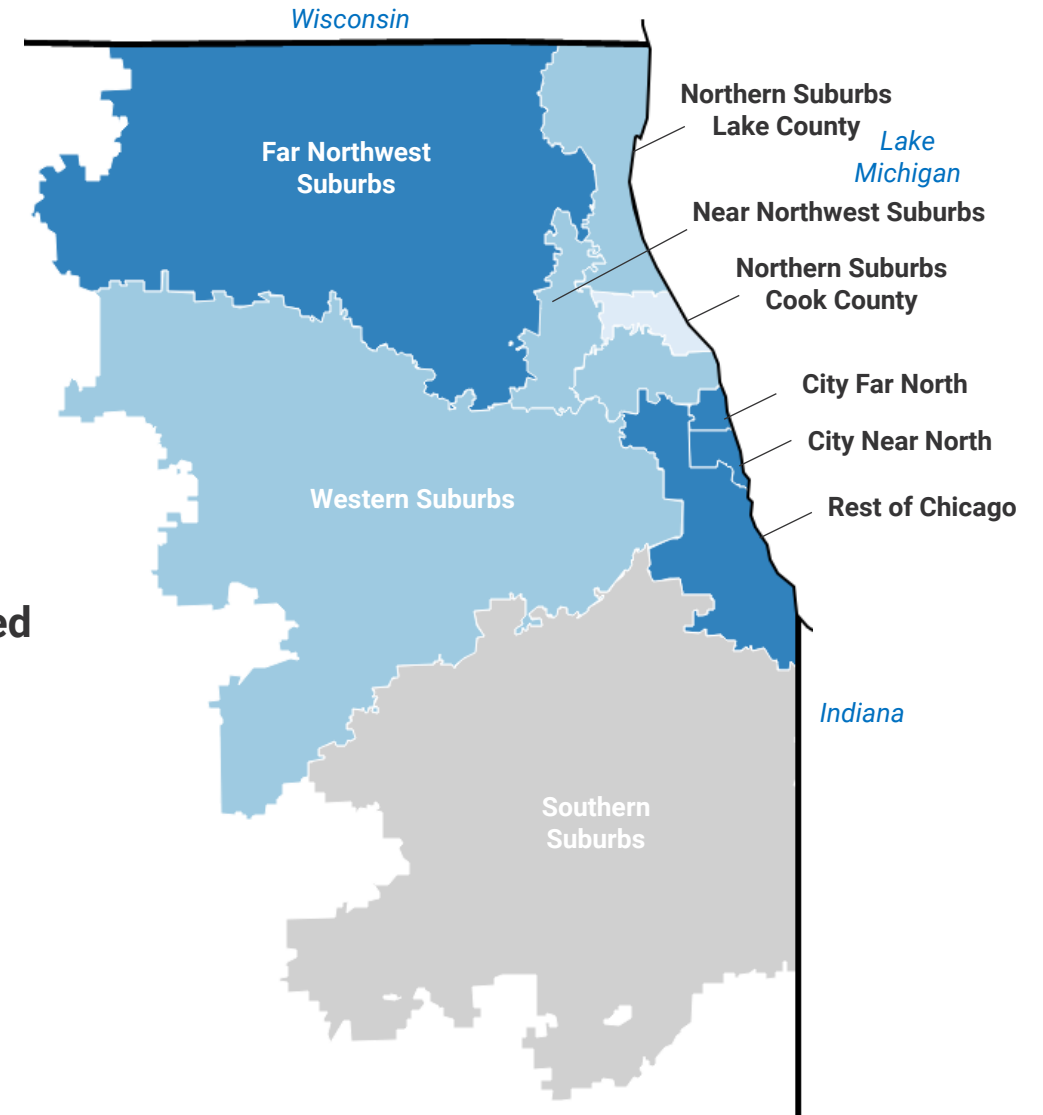 Wisconsin
Northern Suburbs
Lake County
Lake
Michigan
Far Northwest
Suburbs
Near Northwest Suburbs
Northern Suburbs
Cook County
City Far North
City Near North
Western Suburbs
Rest of Chicago
ed
Indiana
Southern
Suburbs